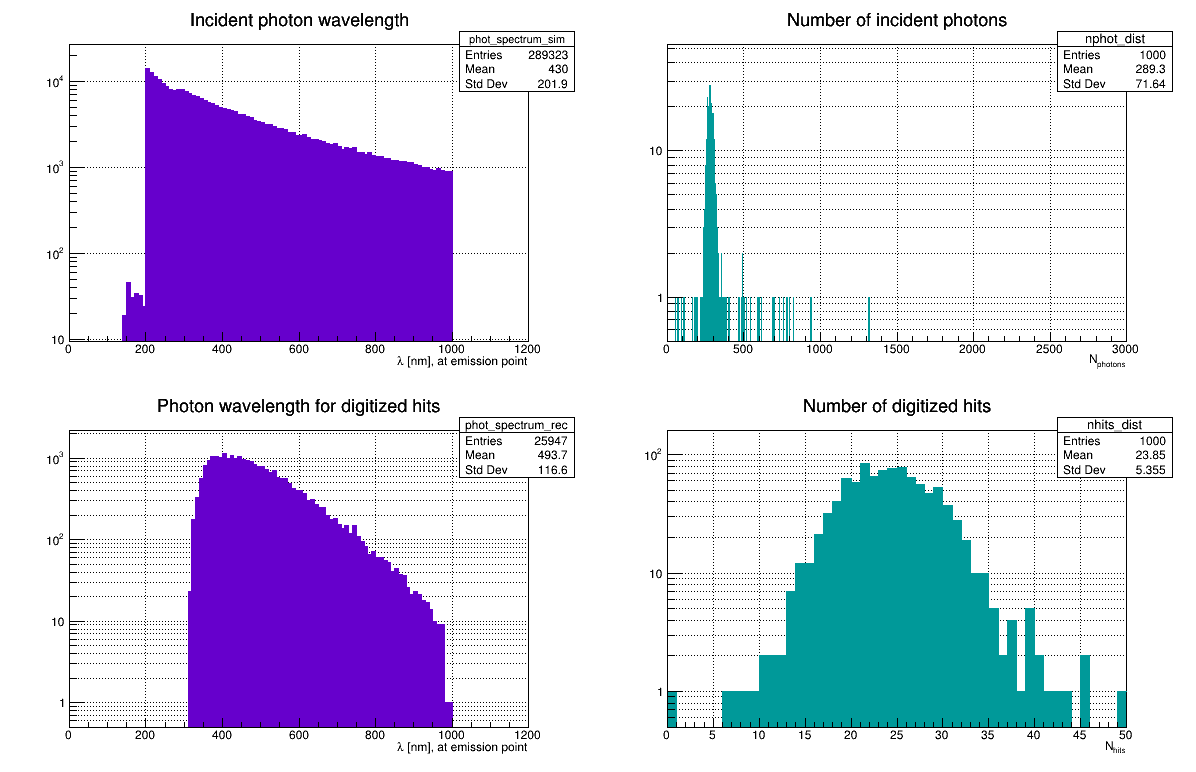 Incident photon wavelength
phot_spectrum_sim
Entries 289323
Mean 430
Std Dev 201.9
10^4
10^3
10^2
10
0 200 400 600 800 1000 1200
λ [nm], at emission point
Number of incident photons
nphot_dist
Entries 1000
Mean 289.3
Std Dev 71.64
10
1
0 500 1000 1500 2000 2500 3000
N_photons
Photon wavelength for digitized hits
phot_spectrum_rec
Entries 25947
Mean 493.7
Std Dev 116.6
10^3
10^2
10
1
0 200 400 600 800 1000 1200
λ [nm], at emission point
Number of digitized hits
nhits_dist
Entries 1000
Mean 23.85
Std Dev 5.355
10^2
10
1
0 5 10 15 20 25 30 35 40 45 50
N_hits